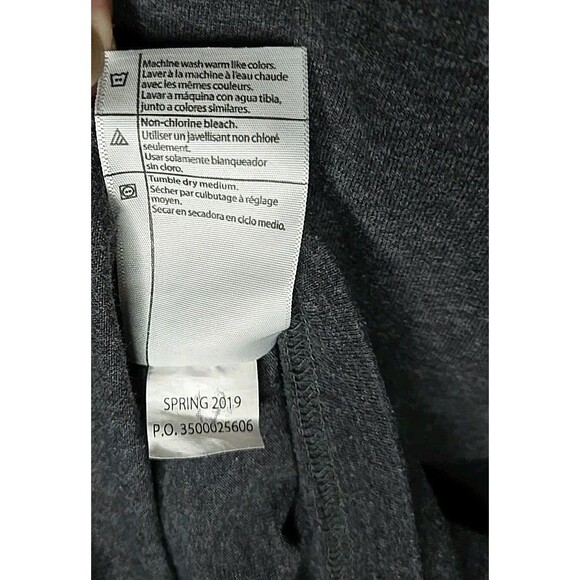 Machine wash warm like colors.
Laver à la machine à l'eau chaude
avec les mêmes couleurs.
Lavar a máquina con agua tibia,
junto a colores similares.
Non-chlorine bleach.
Utiliser un javellisant non chloré
seulement.
Usar solamente blanqueador
sin cloro.
Tumble dry medium.
Sécher par culbutage à réglage
moyen.
Secar en secadora en ciclo medio.
SPRING 2019
P.O. 3500025606